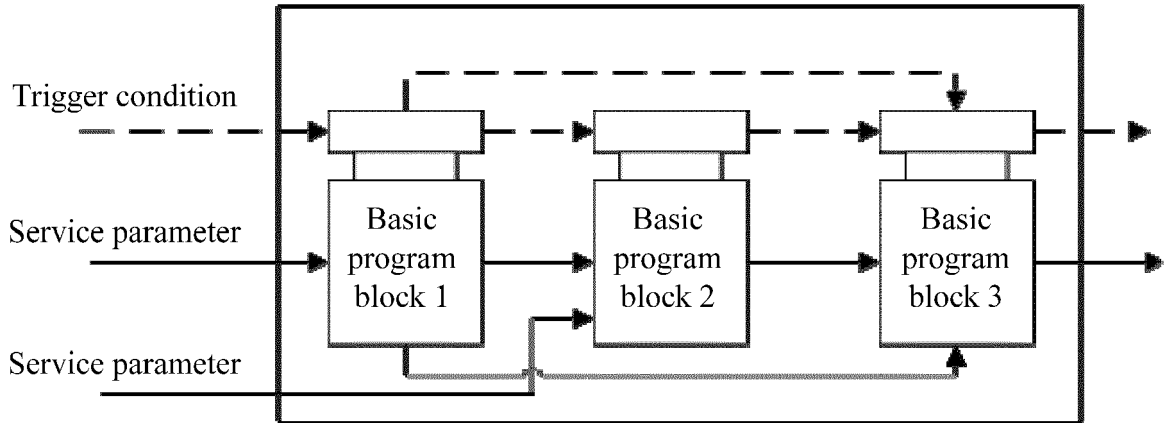 Trigger condition
Service parameter
Service parameter
Basic
program
block 1
Basic
program
block 2
Basic
program
block 3